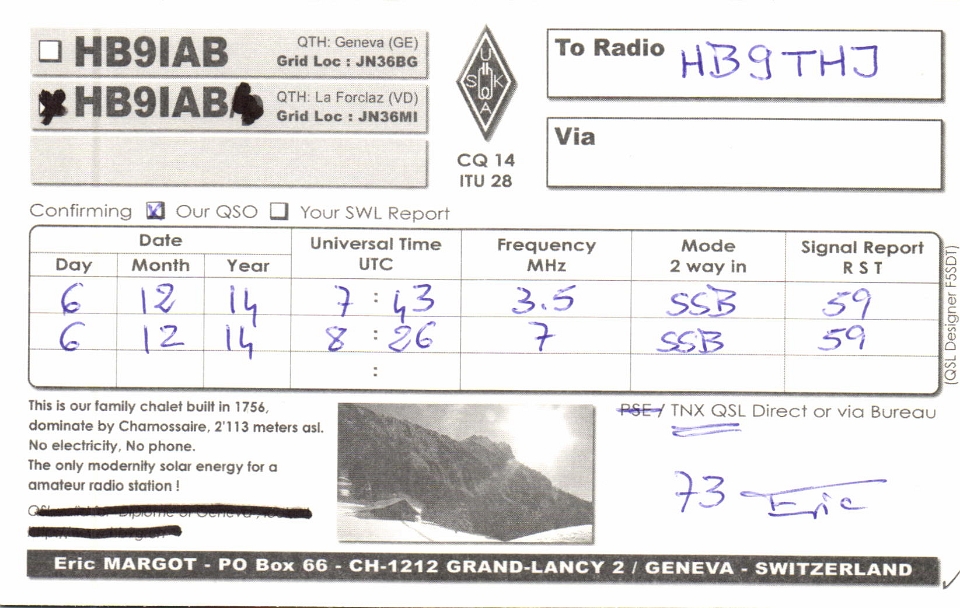 HB9IAB QTH: Geneva (GE)
Grid Loc : JN36BG
HB9IAB QTH: La Forclaz (VD)
Grid Loc : JN36MI
USKA
CQ 14
ITU 28
To Radio HB9THJ
Via
Confirming Our QSO Your SWL Report
Date Universal Time Frequency Mode Signal Report
Day Month Year UTC MHz 2 way in R S T
6 12 14 7 : 43 3.5 SSB 59
6 12 14 8 : 26 7 SSB 59
:
(QSL Designer F5SDT)
This is our family chalet built in 1756,
dominate by Chamossaire, 2'113 meters asl.
No electricity, No phone.
The only modernity solar energy for a
amateur radio station !
PSE / TNX QSL Direct or via Bureau
73 Eric
Eric MARGOT - PO Box 66 - CH-1212 GRAND-LANCY 2 / GENEVA - SWITZERLAND